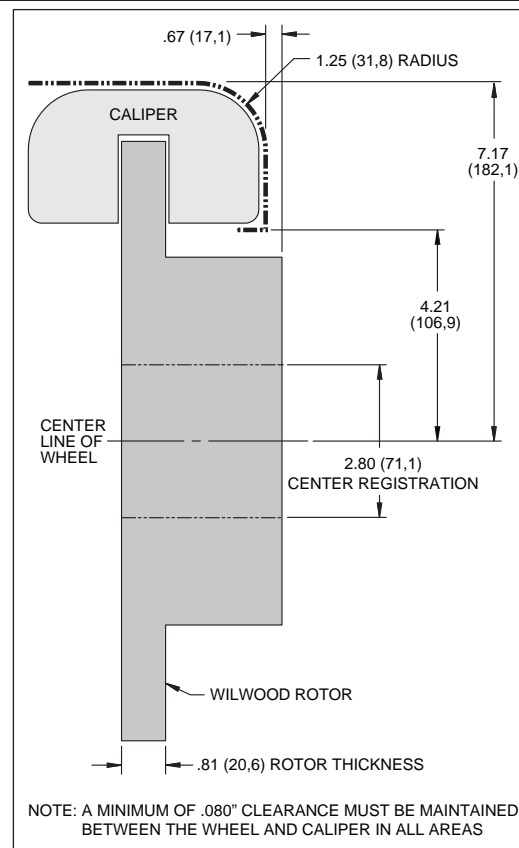 .67 (17,1)
1.25 (31,8) RADIUS
CALIPER
7.17
(182,1)
4.21
(106,9)
CENTER
LINE OF
WHEEL
2.80 (71,1)
CENTER REGISTRATION
WILWOOD ROTOR
.81 (20,6) ROTOR THICKNESS
NOTE: A MINIMUM OF .080" CLEARANCE MUST BE MAINTAINED
BETWEEN THE WHEEL AND CALIPER IN ALL AREAS